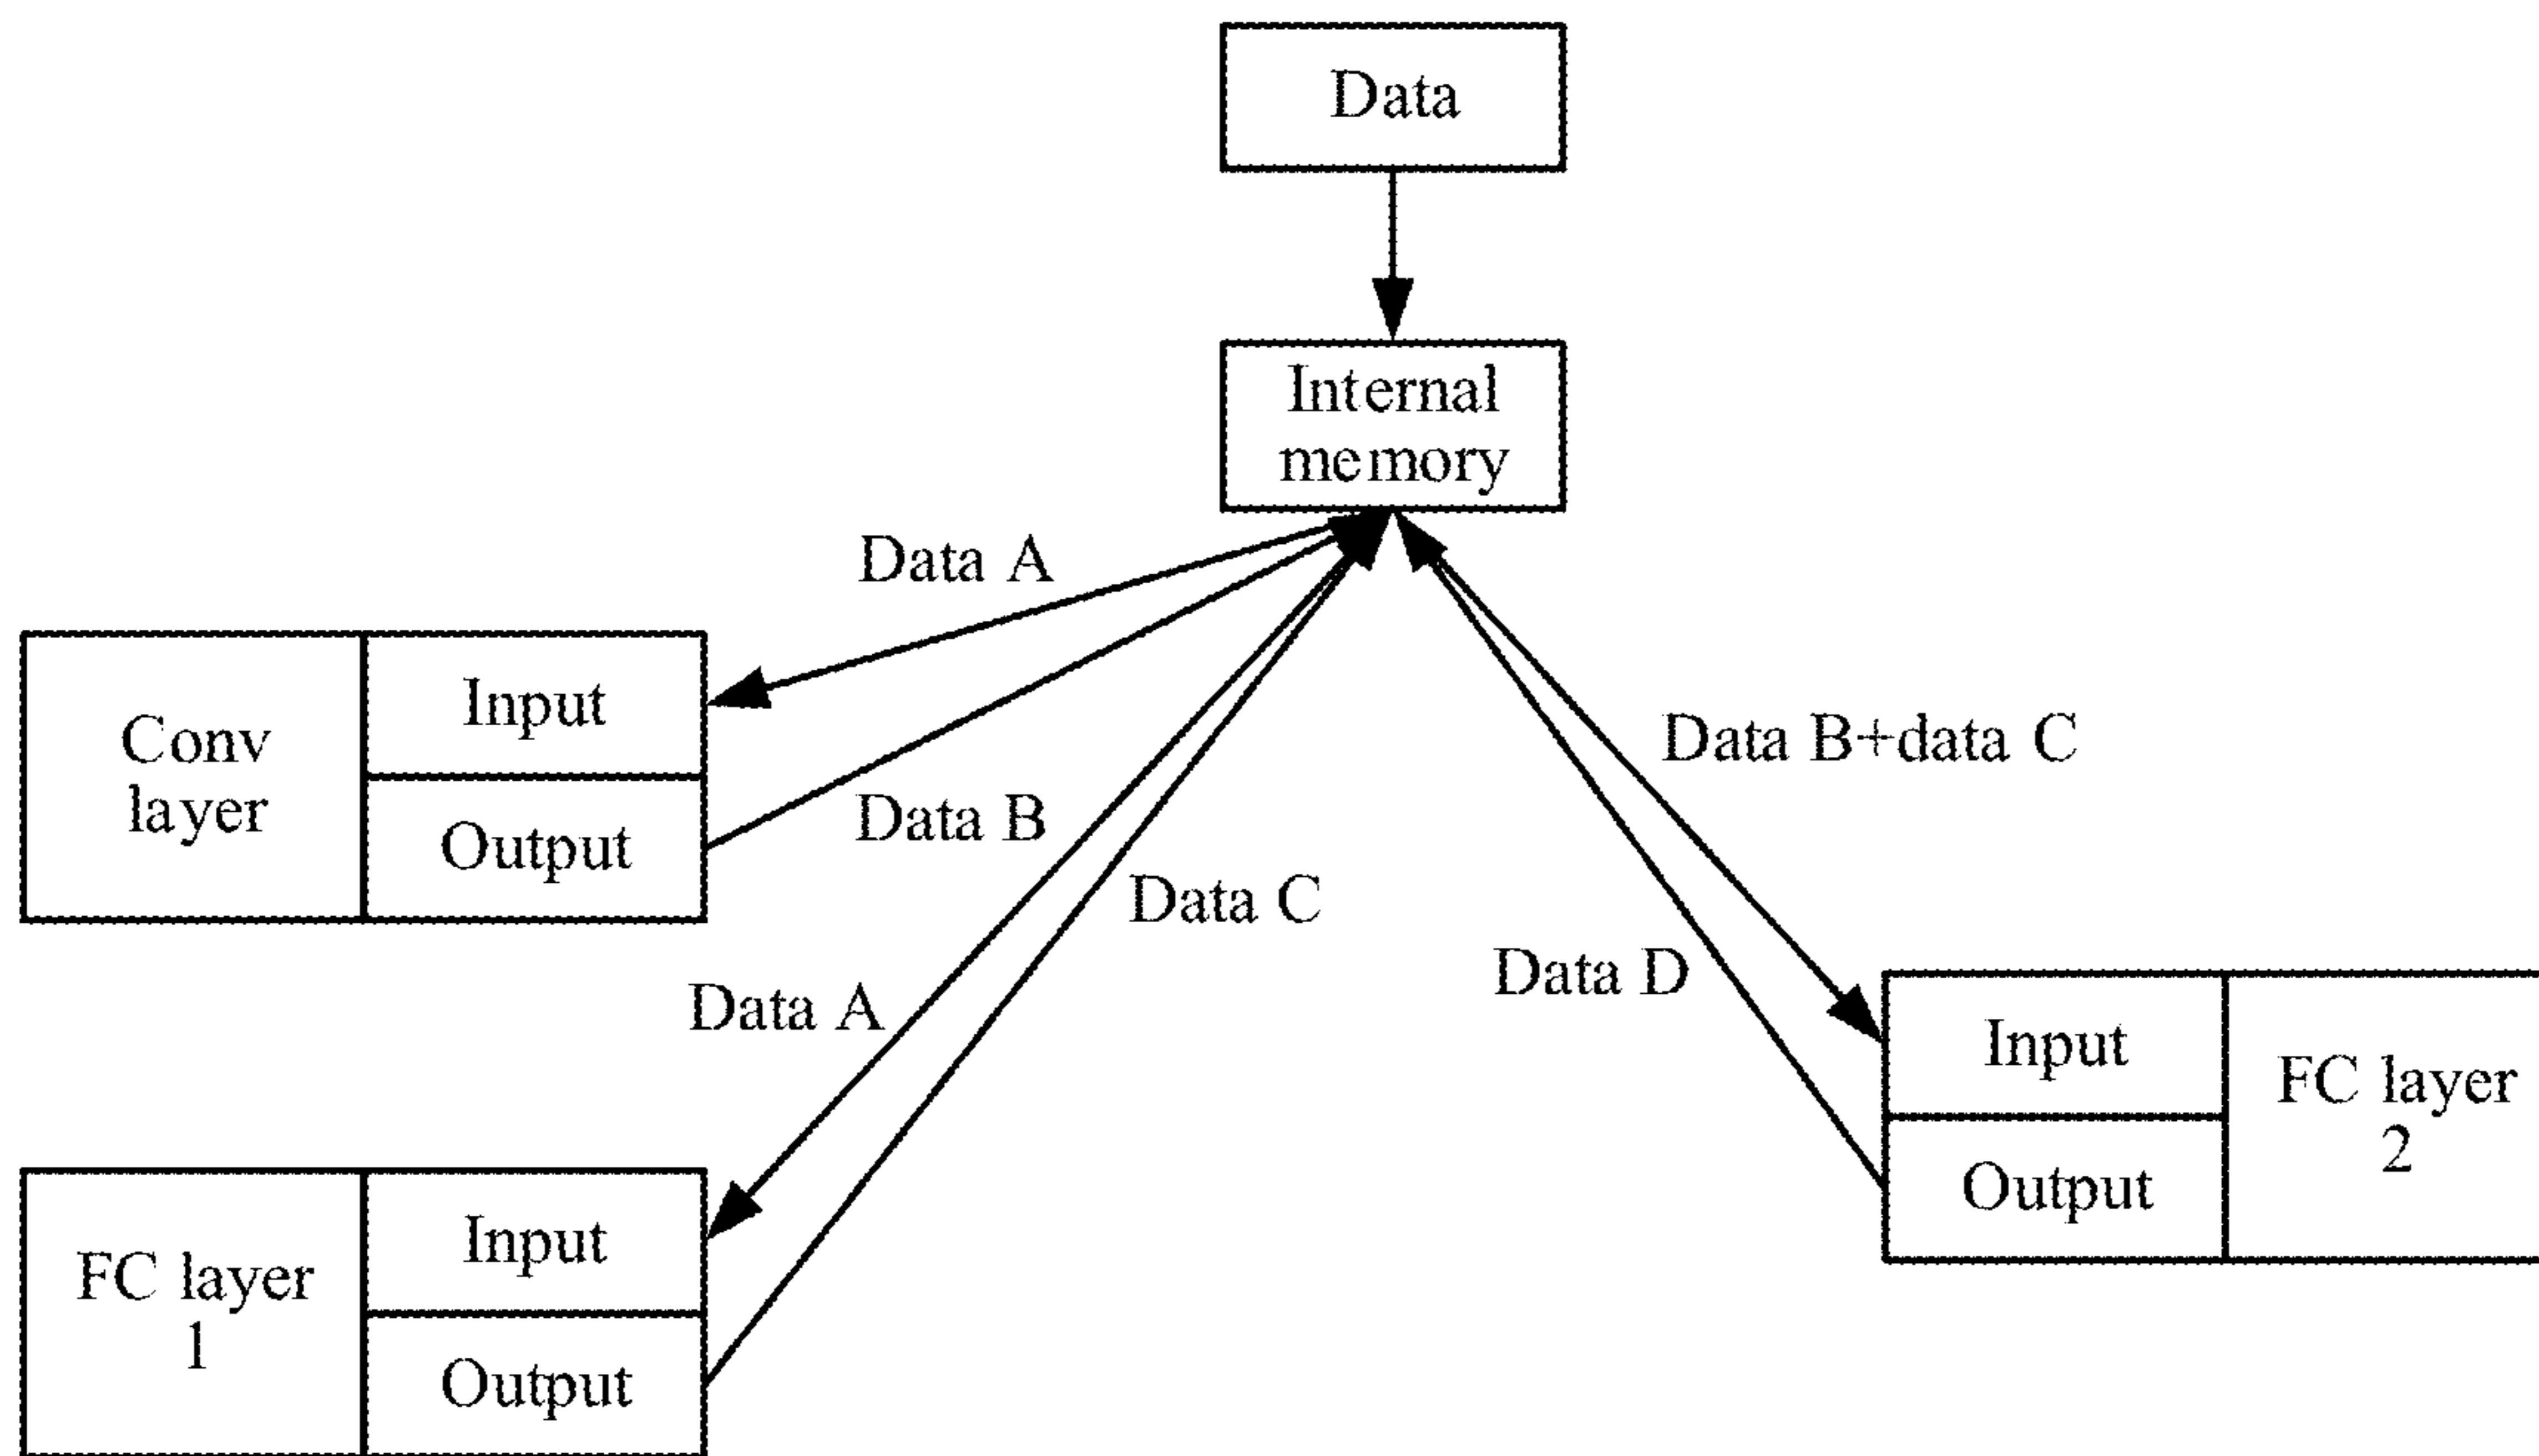 Data
Internal
memory
Data A
Conv
layer
Input
Output
Data B
Data C
Data A
FC layer
1
Input
Output
Data B+data C
Data D
Input
Output
FC layer
2